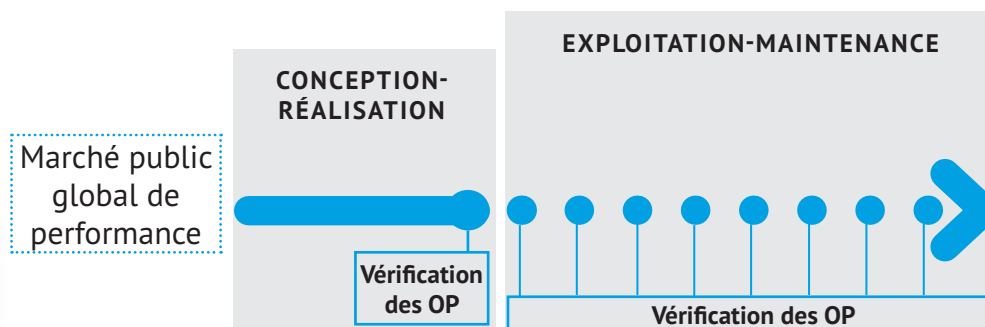 EXPLOITATION-MAINTENANCE
CONCEPTION-
RÉALISATION
Marché public
global de
performance
Vérification
des OP
Vérification des OP